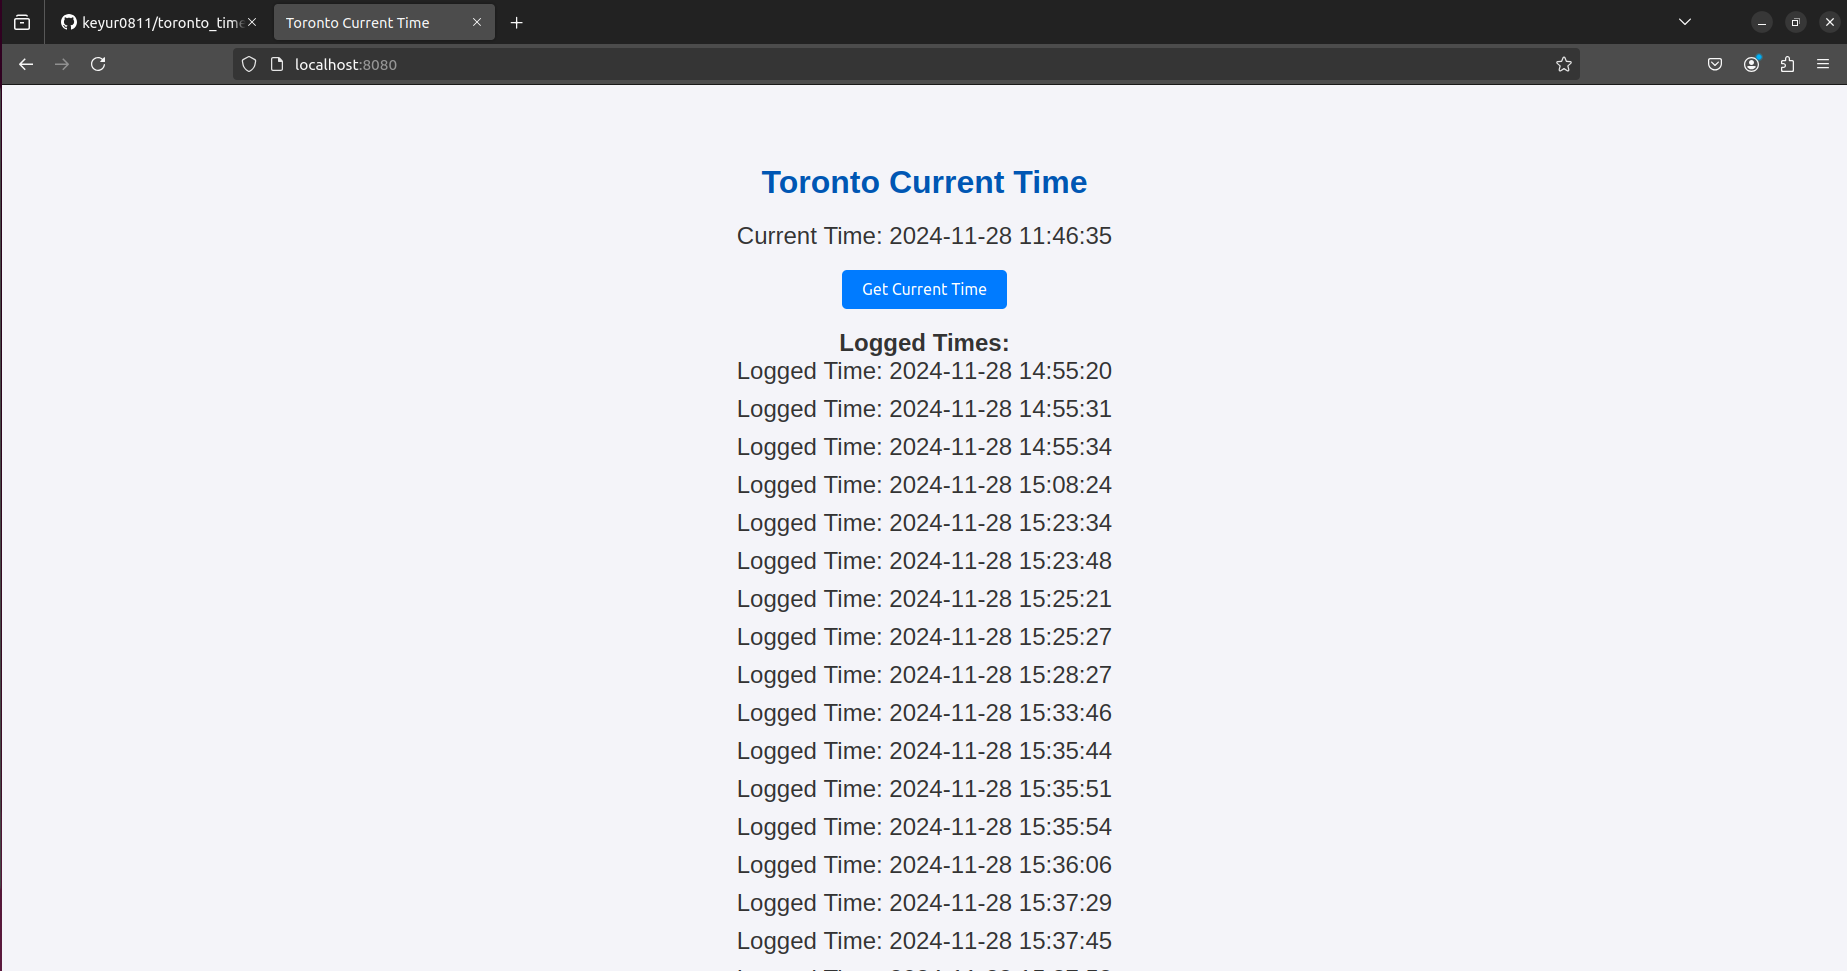 keyur0811/toronto_time
Toronto Current Time
localhost:8080
Toronto Current Time
Current Time: 2024-11-28 11:46:35
Get Current Time
Logged Times:
Logged Time: 2024-11-28 14:55:20
Logged Time: 2024-11-28 14:55:31
Logged Time: 2024-11-28 14:55:34
Logged Time: 2024-11-28 15:08:24
Logged Time: 2024-11-28 15:23:34
Logged Time: 2024-11-28 15:23:48
Logged Time: 2024-11-28 15:25:21
Logged Time: 2024-11-28 15:25:27
Logged Time: 2024-11-28 15:28:27
Logged Time: 2024-11-28 15:33:46
Logged Time: 2024-11-28 15:35:44
Logged Time: 2024-11-28 15:35:51
Logged Time: 2024-11-28 15:35:54
Logged Time: 2024-11-28 15:36:06
Logged Time: 2024-11-28 15:37:29
Logged Time: 2024-11-28 15:37:45